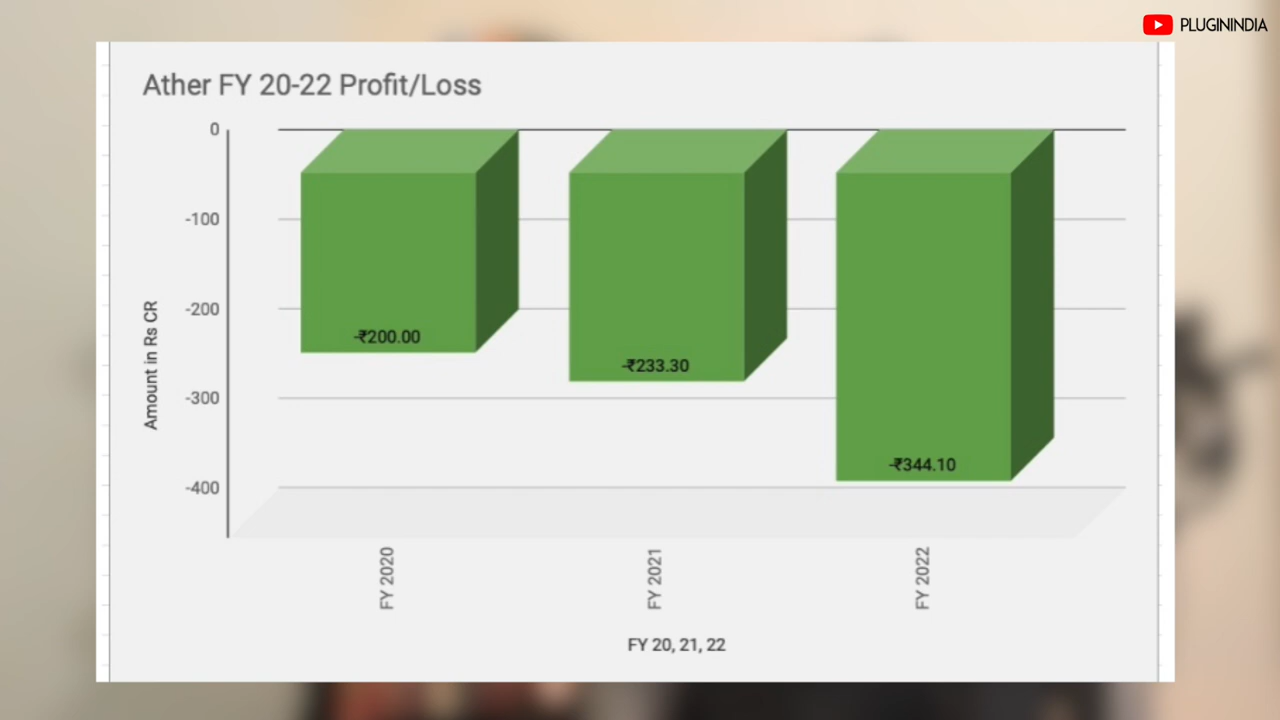 PLUGININDIA
Ather FY 20-22 Profit/Loss
0
-100
-200
-300
-400
Amount in Rs CR
-₹200.00
-₹233.30
-₹344.10
FY 2020
FY 2021
FY 2022
FY 20, 21, 22